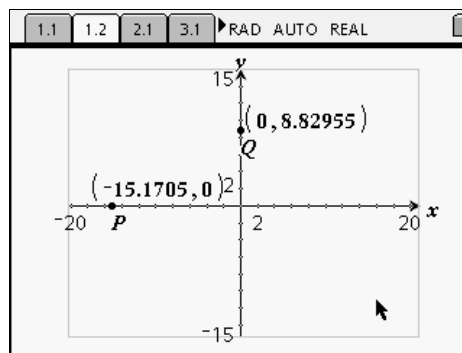 1.1 1.2 2.1 3.1 RAD AUTO REAL
y
15
(0,8.82955)
Q
(-15.1705,0) 2
-20 P 2 20 x
-15